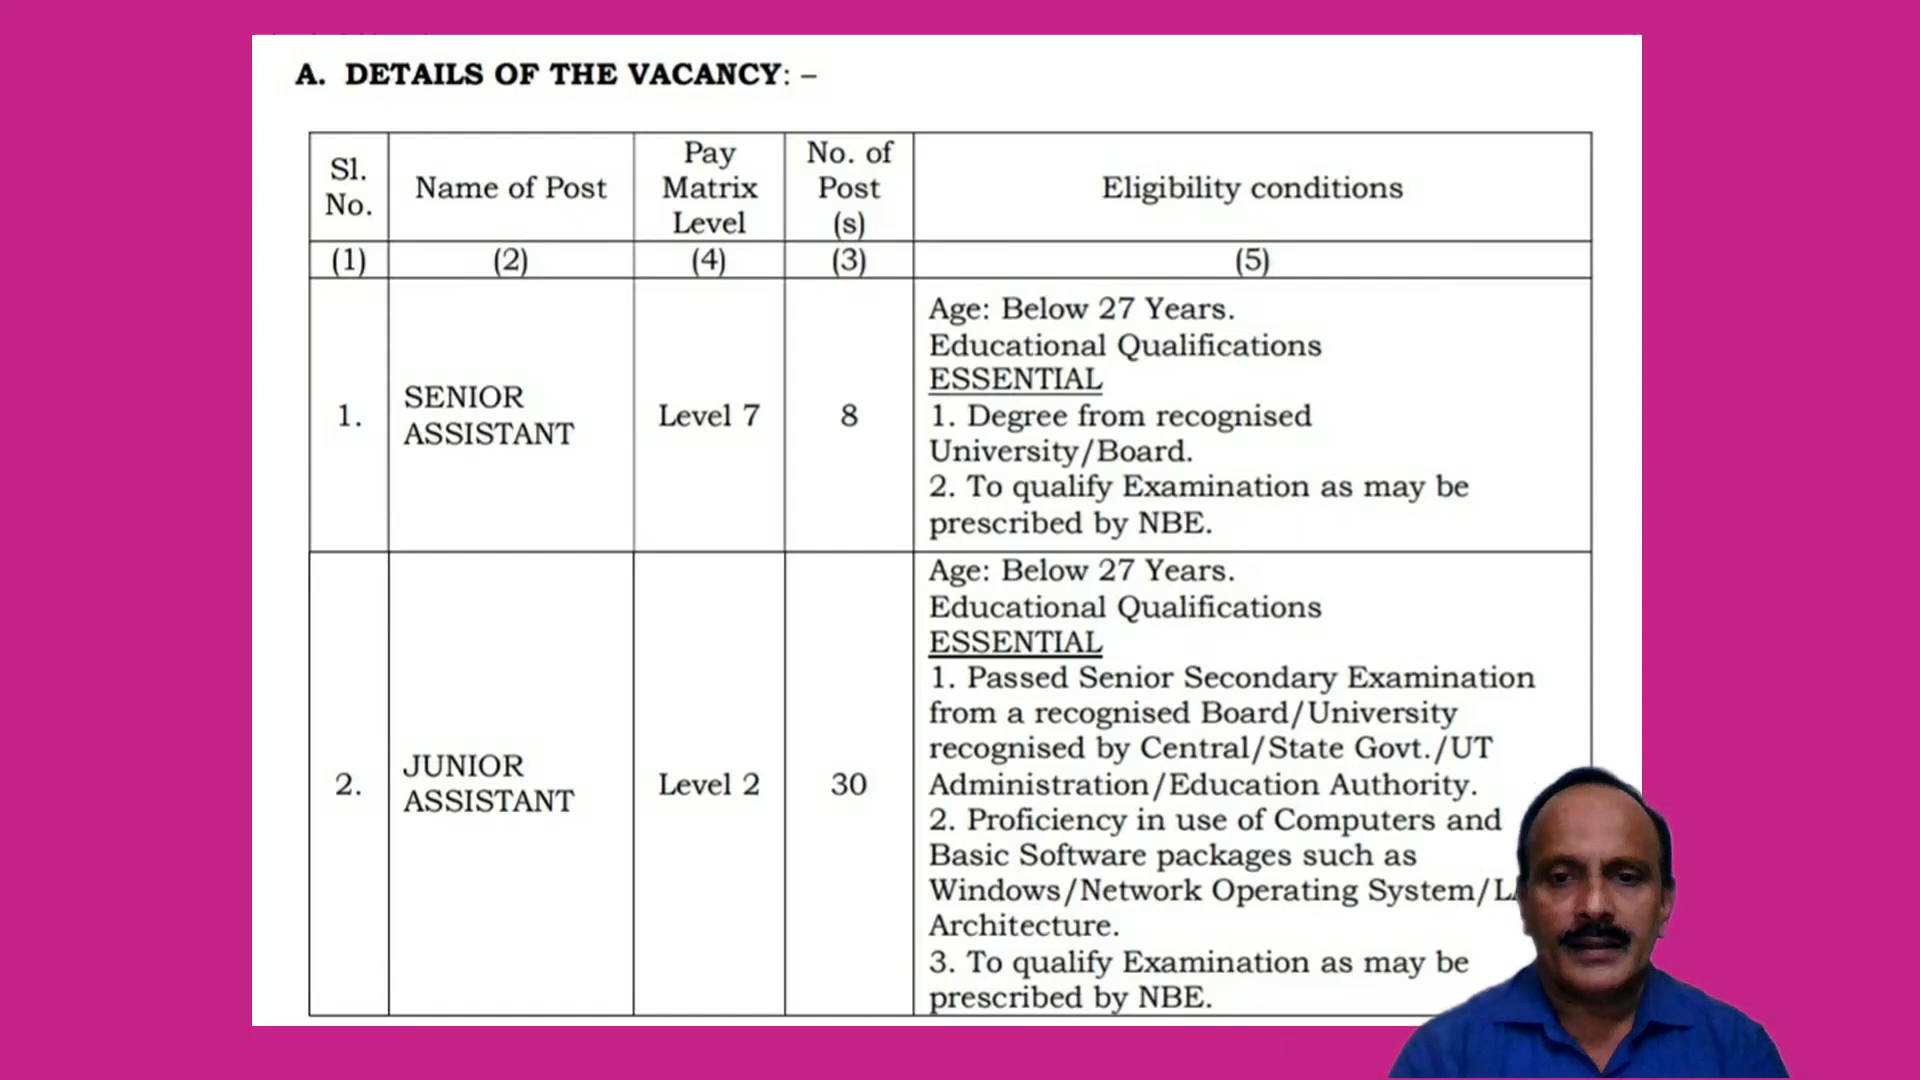 A. DETAILS OF THE VACANCY: –
Sl.
No.
Name of Post
Pay
Matrix
Level
No. of
Post
(s)
Eligibility conditions
(1)
(2)
(4)
(3)
(5)
1.
SENIOR
ASSISTANT
Level 7
8
Age: Below 27 Years.
Educational Qualifications
ESSENTIAL
1. Degree from recognised
University/Board.
2. To qualify Examination as may be
prescribed by NBE.
2.
JUNIOR
ASSISTANT
Level 2
30
Age: Below 27 Years.
Educational Qualifications
ESSENTIAL
1. Passed Senior Secondary Examination
from a recognised Board/University
recognised by Central/State Govt./UT
Administration/Education Authority.
2. Proficiency in use of Computers and
Basic Software packages such as
Windows/Network Operating System/
Architecture.
3. To qualify Examination as may be
prescribed by NBE.